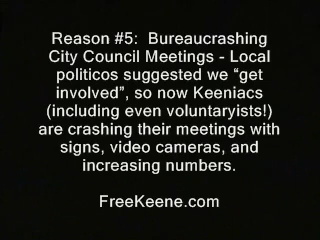 Reason #5:  Bureaucrashing
City Council Meetings - Local
politicos suggested we “get
involved”, so now Keeniacs
(including even voluntaryists!)
are crashing their meetings with
signs, video cameras, and
increasing numbers.
FreeKeene.com